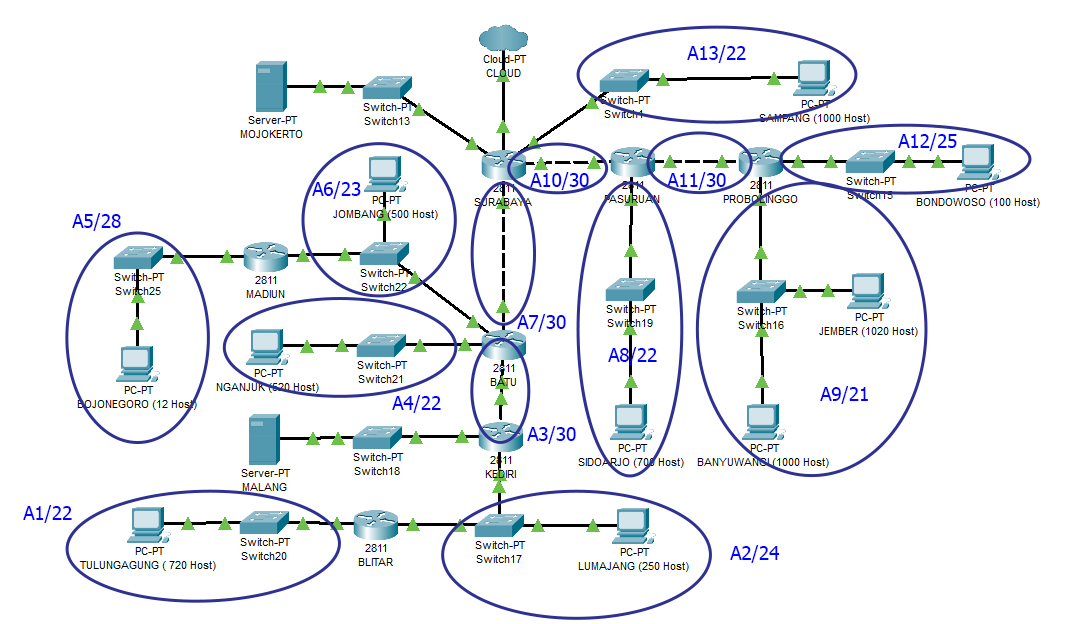 Cloud-PT
CLOUD
A13/22
Server-PT
MOJOKERTO
Switch-PT
Switch13
Switch-PT
Switch1
PC-PT
SAMPANG (1000 Host)
2811
SURABAYA
A10/30
2811
PASURUAN
A11/30
2811
PROBOLINGGO
A12/25
Switch-PT
Switch15
PC-PT
BONDOWOSO (100 Host)
A6/23
PC-PT
JOMBANG (500 Host)
A5/28
Switch-PT
Switch25
2811
MADIUN
Switch-PT
Switch22
A7/30
Switch-PT
Switch19
Switch-PT
Switch16
PC-PT
JEMBER (1020 Host)
PC-PT
BOJONEGORO (12 Host)
PC-PT
NGANJUK (520 Host)
Switch-PT
Switch21
2811
BATU
A8/22
A4/22
A9/21
A3/30
Server-PT
MALANG
Switch-PT
Switch18
2811
KEDIRI
PC-PT
SIDOARJO (700 Host)
PC-PT
BANYUWANGI (1000 Host)
A1/22
PC-PT
TULUNGAGUNG ( 720 Host)
Switch-PT
Switch20
2811
BLITAR
Switch-PT
Switch17
PC-PT
LUMAJANG (250 Host)
A2/24